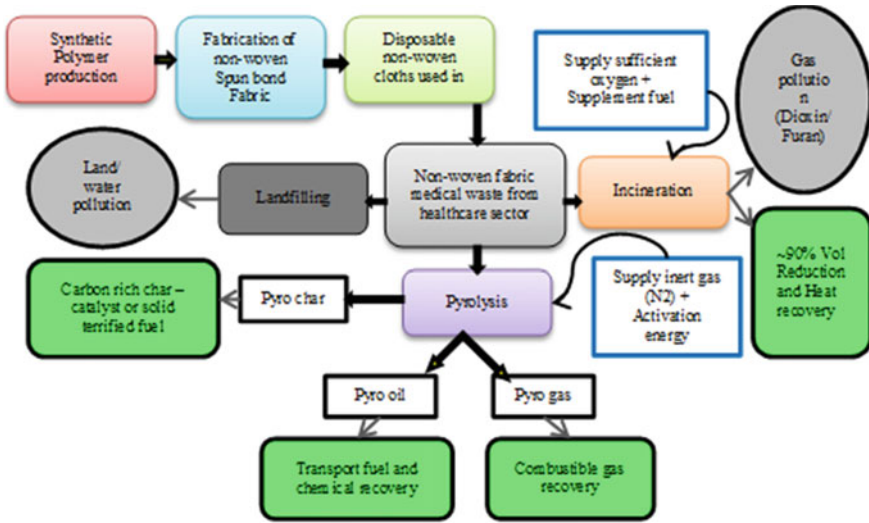 Synthetic
Polymer
production
Fabrication of
non-woven
Spun bond
Fabric
Disposable
non-woven
cloths used in
Supply sufficient
oxygen +
Supplement fuel
Gas
pollutio
n
(Dioxin/
Furan)
Land/
water
pollution
Landfilling
Non-woven fabric
medical waste from
healthcare sector
Incineration
~90% Vol
Reduction
and Heat
recovery
Carbon rich char –
catalyst or solid
terrified fuel
Pyro char
Pyrolysis
Supply inert gas
(N2) +
Activation
energy
Pyro oil
Pyro gas
Transport fuel and
chemical recovery
Combustible gas
recovery